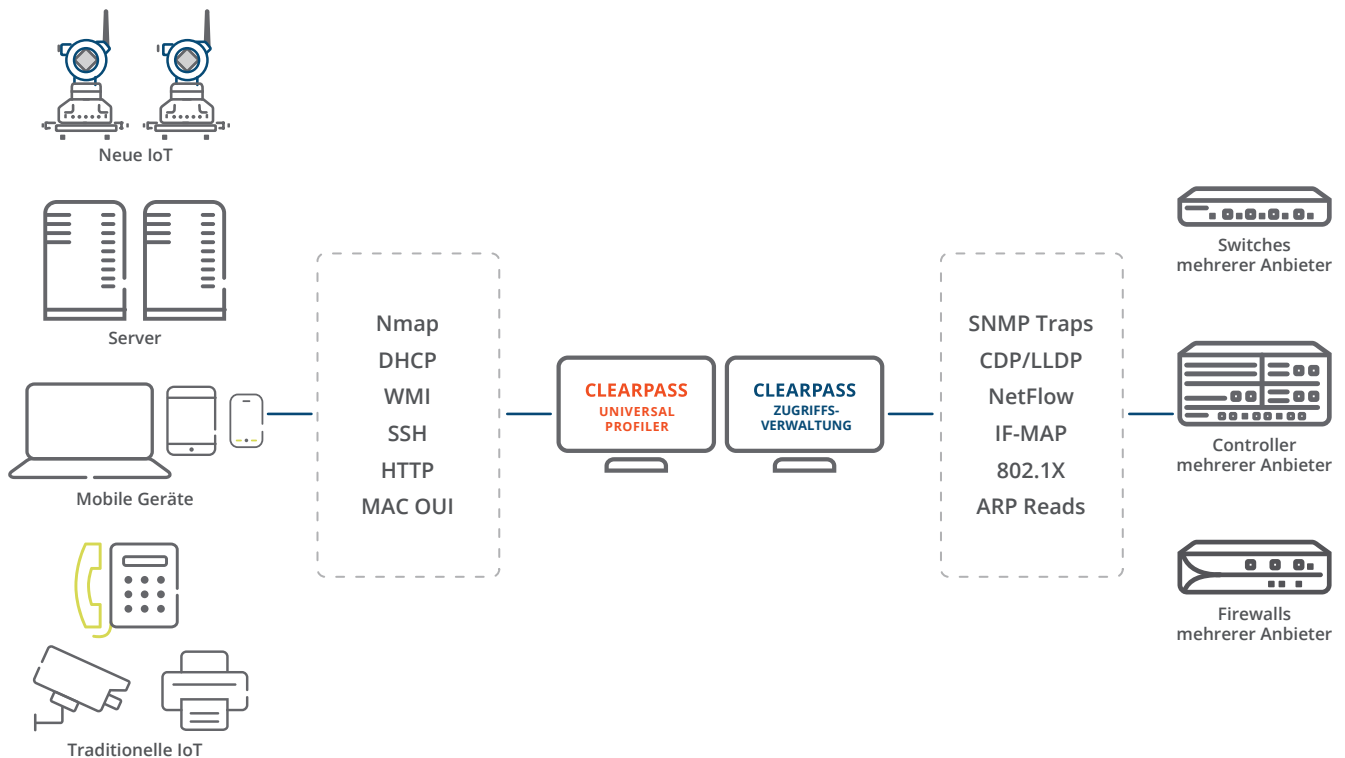 Neue IoT
Server
Mobile Geräte
Traditionelle IoT
Nmap
DHCP
WMI
SSH
HTTP
MAC OUI
CLEARPASS
UNIVERSAL
PROFILER
CLEARPASS
ZUGRIFFS-
VERWALTUNG
SNMP Traps
CDP/LLDP
NetFlow
IF-MAP
802.1X
ARP Reads
Switches
mehrerer Anbieter
Controller
mehrerer Anbieter
Firewalls
mehrerer Anbieter